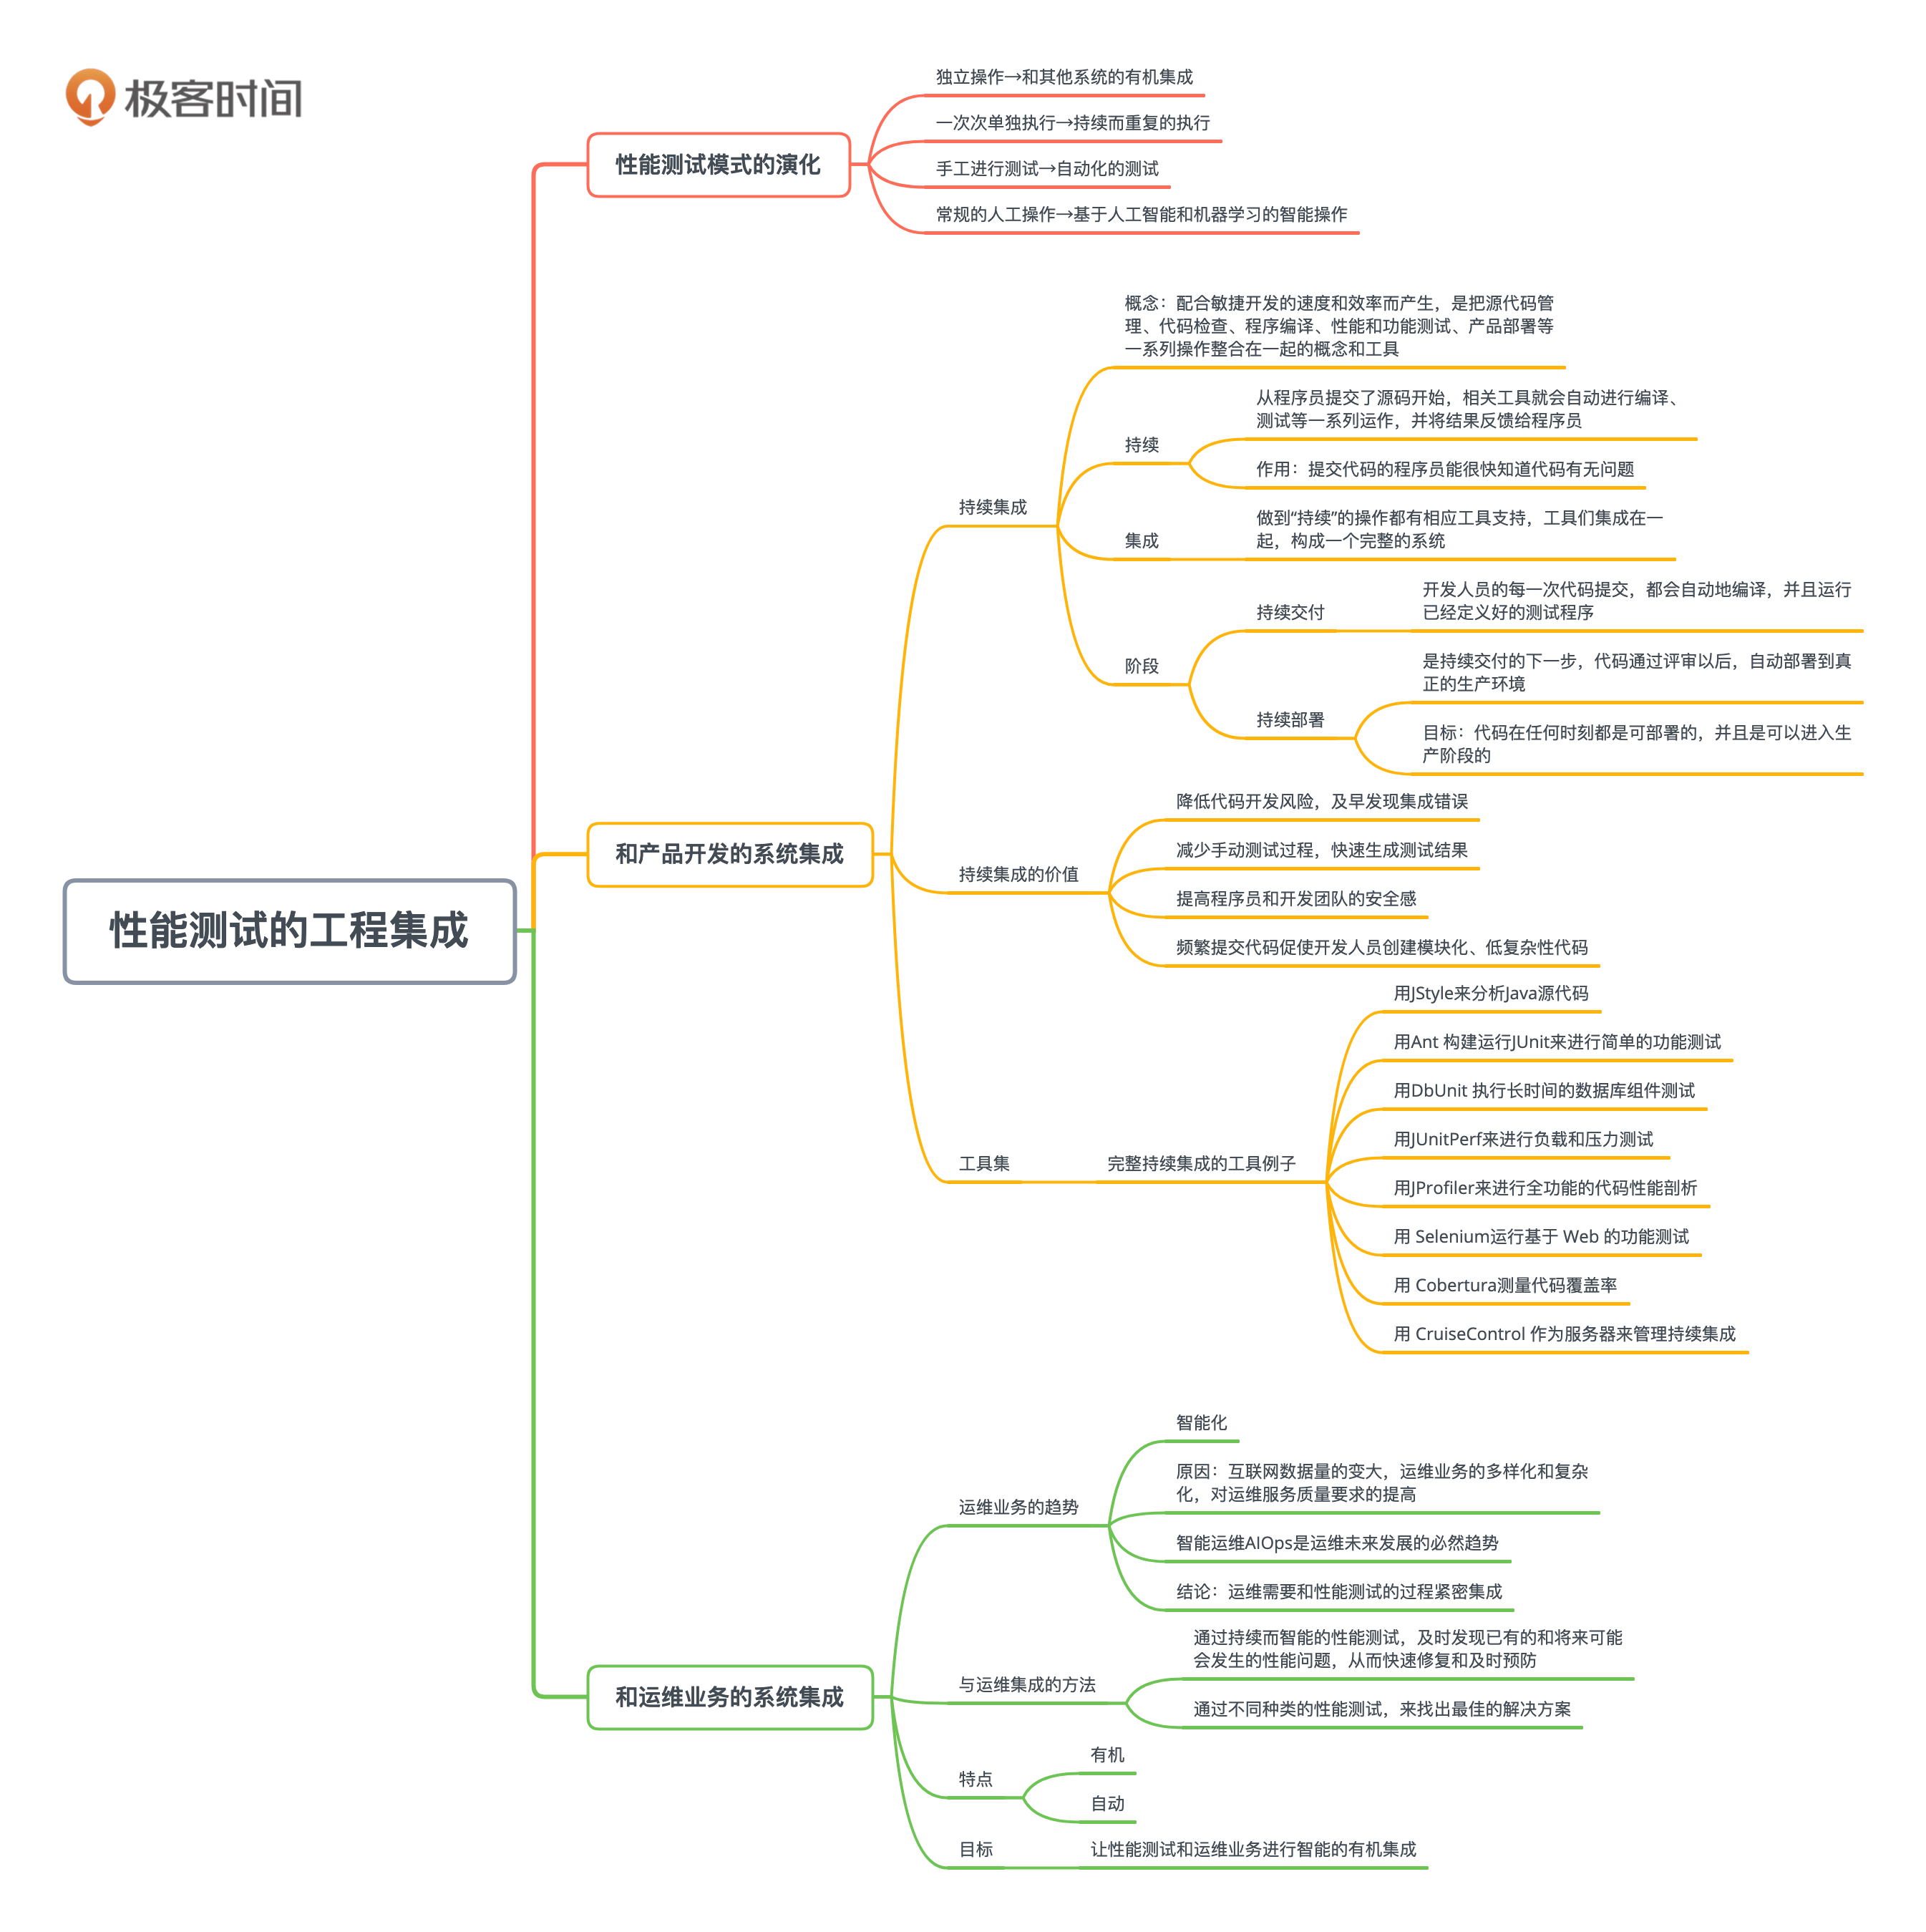 极客时间
性能测试的工程集成
性能测试模式的演化
独立操作→和其他系统的有机集成
一次次单独执行→持续而重复的执行
手工进行测试→自动化的测试
常规的人工操作→基于人工智能和机器学习的智能操作
和产品开发的系统集成
持续集成
概念：配合敏捷开发的速度和效率而产生，是把源代码管
理、代码检查、程序编译、性能和功能测试、产品部署等
一系列操作整合在一起的概念和工具
持续
从程序员提交了源码开始，相关工具就会自动进行编译、
测试等一系列运作，并将结果反馈给程序员
作用：提交代码的程序员能很快知道代码有无问题
集成
做到“持续”的操作都有相应工具支持，工具们集成在一
起，构成一个完整的系统
阶段
持续交付
开发人员的每一次代码提交，都会自动地编译，并且运行
已经定义好的测试程序
持续部署
是持续交付的下一步，代码通过评审以后，自动部署到真
正的生产环境
目标：代码在任何时刻都是可部署的，并且是可以进入生
产阶段的
持续集成的价值
降低代码开发风险，及早发现集成错误
减少手动测试过程，快速生成测试结果
提高程序员和开发团队的安全感
频繁提交代码促使开发人员创建模块化、低复杂性代码
工具集
完整持续集成的工具例子
用JStyle来分析Java源代码
用Ant 构建运行JUnit来进行简单的功能测试
用DbUnit 执行长时间的数据库组件测试
用JUnitPerf来进行负载和压力测试
用JProfiler来进行全功能的代码性能剖析
用 Selenium运行基于 Web 的功能测试
用 Cobertura测量代码覆盖率
用 CruiseControl 作为服务器来管理持续集成
和运维业务的系统集成
运维业务的趋势
智能化
原因：互联网数据量的变大，运维业务的多样化和复杂
化，对运维服务质量要求的提高
智能运维AIOps是运维未来发展的必然趋势
结论：运维需要和性能测试的过程紧密集成
与运维集成的方法
通过持续而智能的性能测试，及时发现已有的和将来可能
会发生的性能问题，从而快速修复和及时预防
通过不同种类的性能测试，来找出最佳的解决方案
特点
有机
自动
目标
让性能测试和运维业务进行智能的有机集成